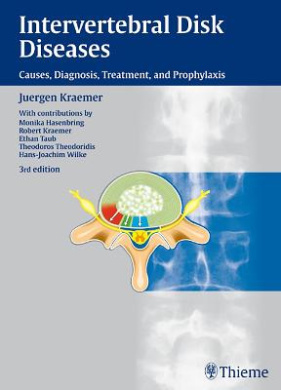 Intervertebral Disk
Diseases
Causes, Diagnosis, Treatment, and Prophylaxis
Juergen Kraemer
With contributions by
Monika Hasenbring
Robert Kraemer
Ethan Taub
Theodoros Theodoridis
Hans-Joachim Wilke
3rd edition
Thieme